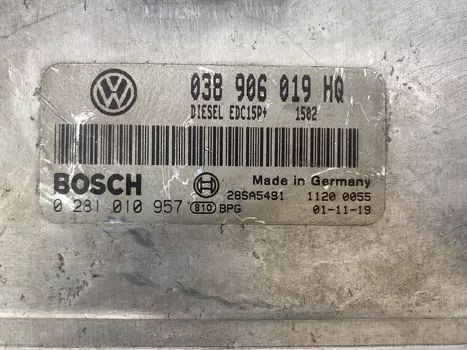 038 906 019 HQ
DIESEL EDC15P+ 1502
BOSCH Made in Germany
28SA5491 1120 0055
0 281 010 957 810 BPG 01-11-19